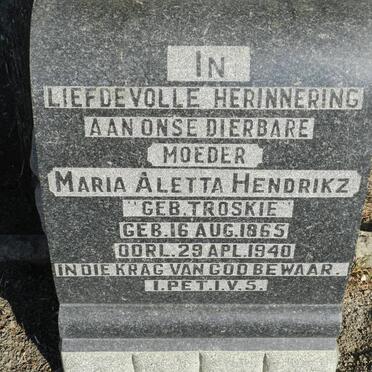 IN
LIEFDEVOLLE HERINNERING
AAN ONSE DIERBARE
MOEDER
MARIA ALETTA HENDRIKZ
"GEB. TROSKIE"
GEB. 16 AUG. 1865
OORL. 29 APL. 1940
IN DIE KRAG VAN GOD BEWAAR.
I. PET. I. V. 5.